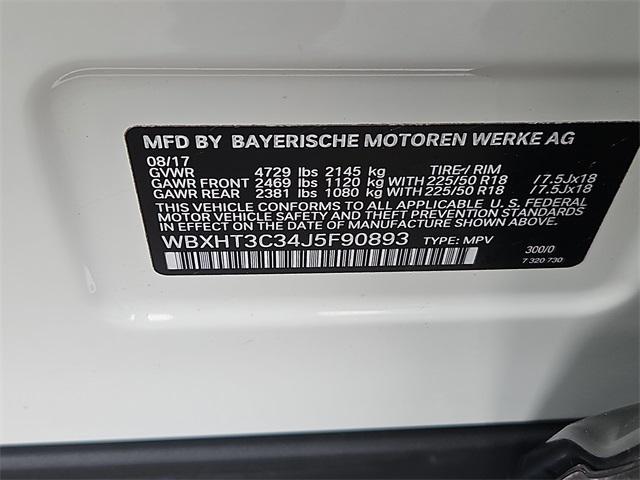 MFD BY BAYERISCHE MOTOREN WERKE AG
08/17
GVWR 4729 lbs 2145 kg TIRE / RIM
GAWR FRONT 2469 lbs 1120 kg WITH 225/50 R18 /7.5Jx18
GAWR REAR 2381 lbs 1080 kg WITH 225/50 R18 /7.5Jx18
THIS VEHICLE CONFORMS TO ALL APPLICABLE U. S. FEDERAL
MOTOR VEHICLE SAFETY AND THEFT PREVENTION STANDARDS
IN EFFECT ON THE DATE OF MANUFACTURE SHOWN ABOVE.
WBXHT3C34J5F90893 TYPE: MPV
300/0
7 320 730